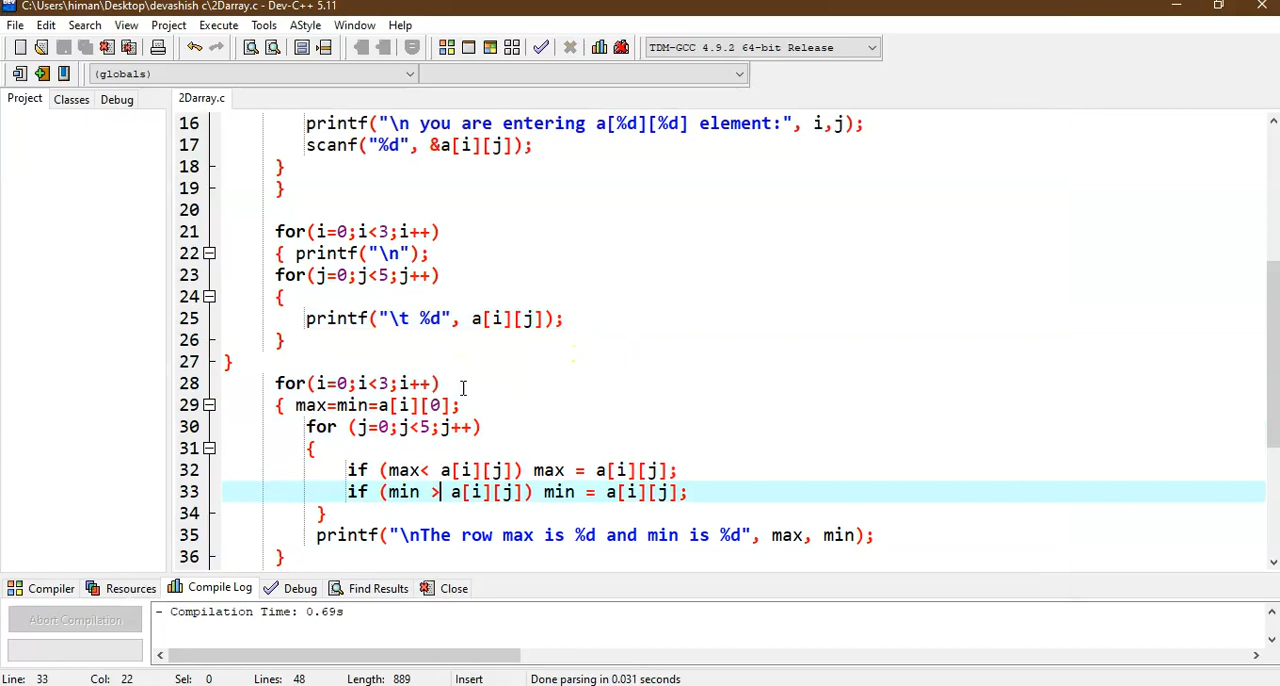 C:\Users\himan\Desktop\devashish c\2Darray.c - Dev-C++ 5.11
File Edit Search View Project Execute Tools AStyle Window Help
TDM-GCC 4.9.2 64-bit Release
(globals)
Project Classes Debug 2Darray.c
16 printf("\n you are entering a[%d][%d] element:", i,j);
17 scanf("%d", &a[i][j]);
18 }
19 }
20
21 for(i=0;i<3;i++)
22 { printf("\n");
23 for(j=0;j<5;j++)
24 {
25 printf("\t %d", a[i][j]);
26 }
27 }
28 for(i=0;i<3;i++)
29 { max=min=a[i][0];
30 for (j=0;j<5;j++)
31 {
32 if (max< a[i][j]) max = a[i][j];
33 if (min > a[i][j]) min = a[i][j];
34 }
35 printf("\nThe row max is %d and min is %d", max, min);
36 }
Compiler Resources Compile Log Debug Find Results Close
Abort Compilation
- Compilation Time: 0.69s
Line: 33 Col: 22 Sel: 0 Lines: 48 Length: 889 Insert Done parsing in 0.031 seconds